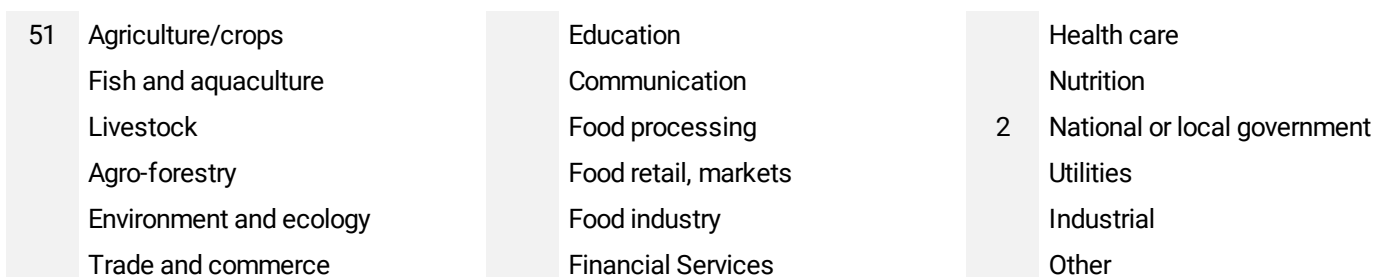 51 Agriculture/crops Education Health care
Fish and aquaculture Communication Nutrition
Livestock Food processing 2 National or local government
Agro-forestry Food retail, markets Utilities
Environment and ecology Food industry Industrial
Trade and commerce Financial Services Other